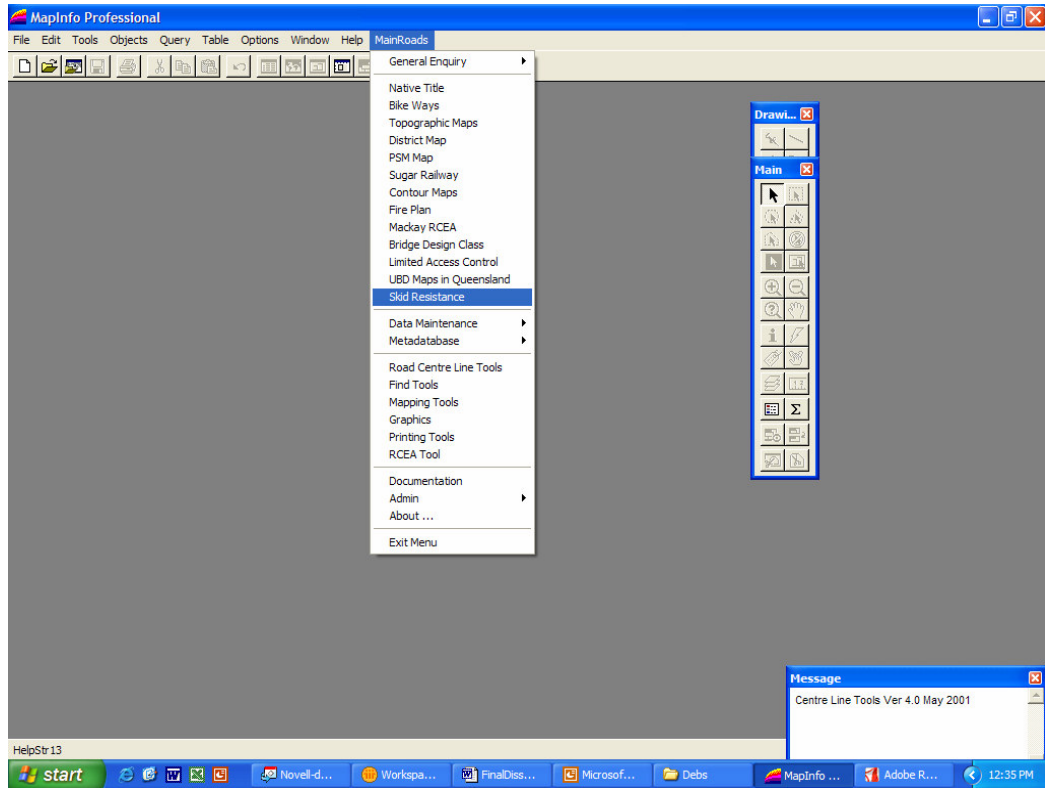 MapInfo Professional
File Edit Tools Objects Query Table Options Window Help MainRoads
General Enquiry
Native Title
Bike Ways
Topographic Maps
District Map
PSM Map
Sugar Railway
Contour Maps
Fire Plan
Mackay RCEA
Bridge Design Class
Limited Access Control
UBD Maps in Queensland
Skid Resistance
Data Maintenance
Metadatabase
Road Centre Line Tools
Find Tools
Mapping Tools
Graphics
Printing Tools
RCEA Tool
Documentation
Admin
About ...
Exit Menu
Drawi...
Main
Message
Centre Line Tools Ver 4.0 May 2001
HelpStr13
start Novell-d... Workspa... FinalDiss... Microsof... Debs MapInfo ... Adobe R... 12:35 PM